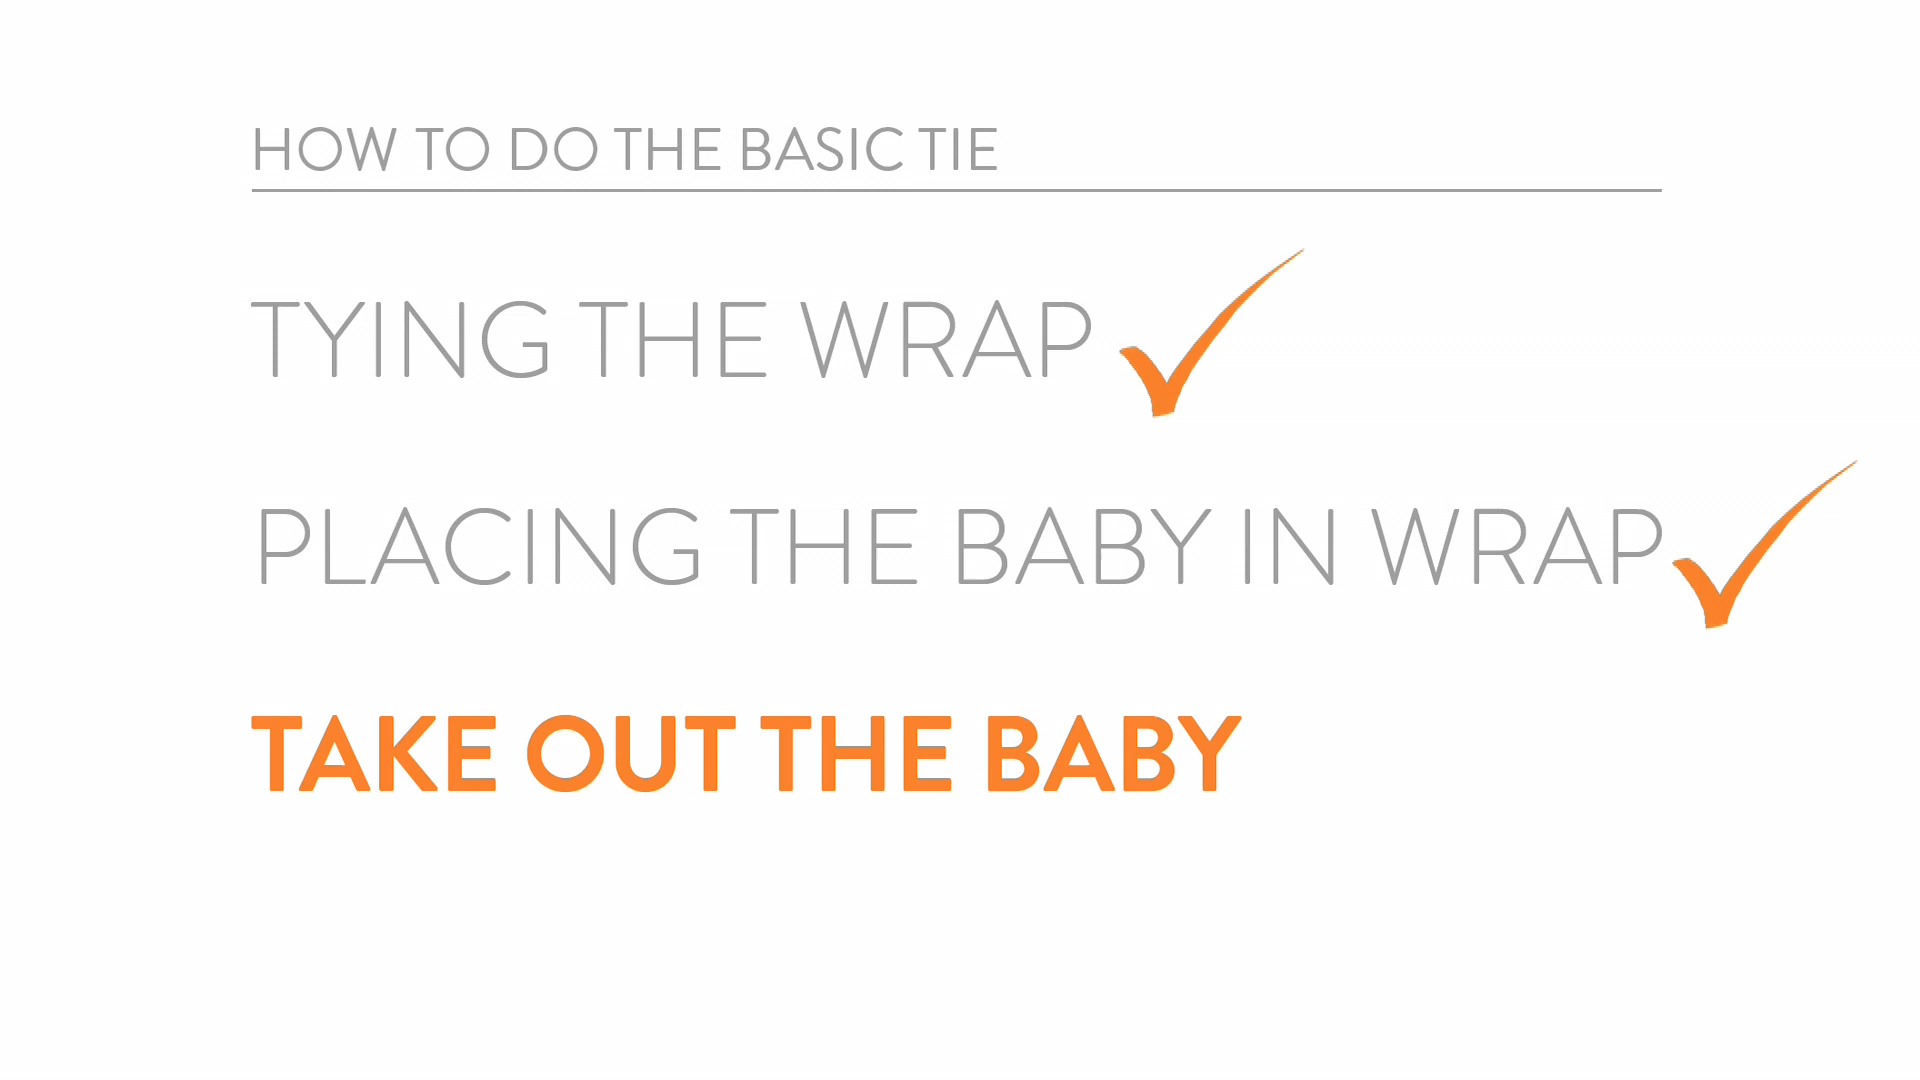 HOW TO DO THE BASIC TIE
TYING THE WRAP
PLACING THE BABY IN WRAP
TAKE OUT THE BABY